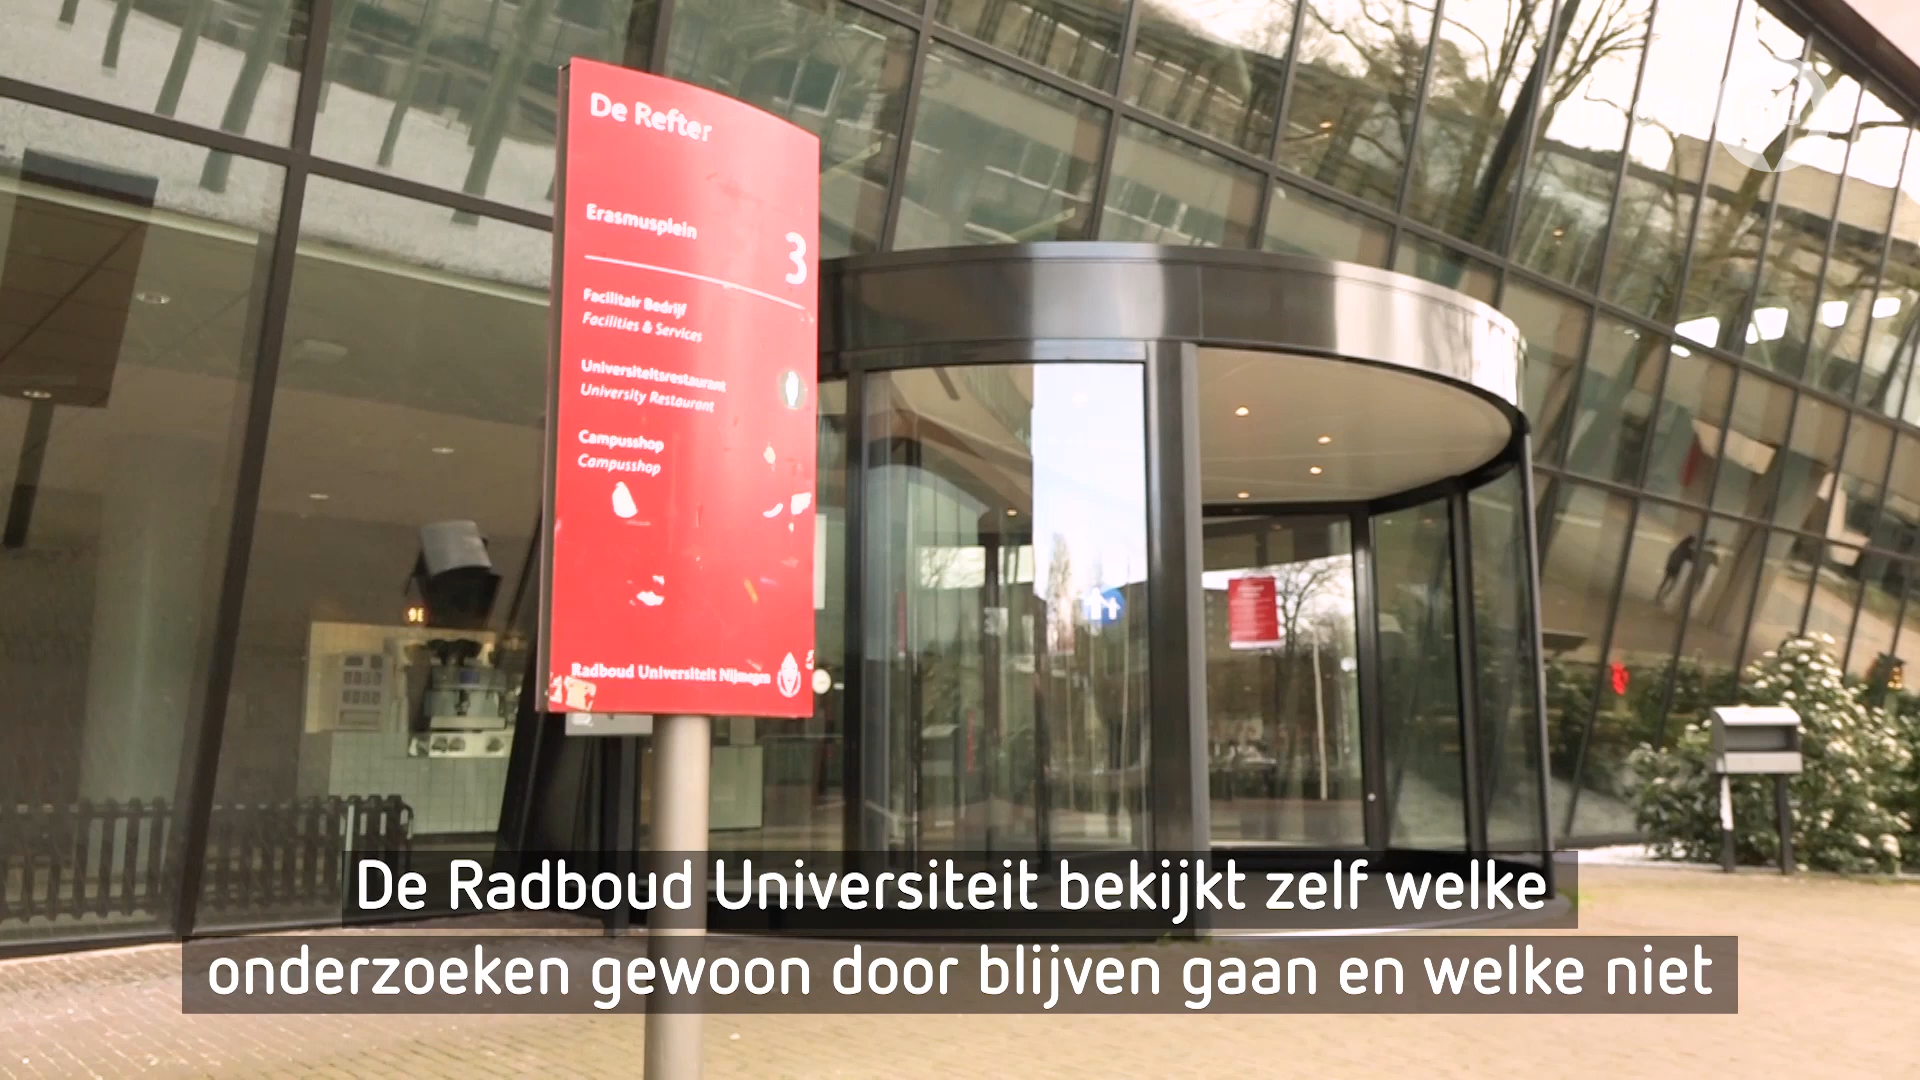 De Refter
Erasmusplein
3
Facilitair Bedrijf
Facilities & Services
Universiteitsrestaurant
University Restaurant
Campusshop
Campusshop
Radboud Universiteit Nijmegen
De Radboud Universiteit bekijkt zelf welke
onderzoeken gewoon door blijven gaan en welke niet